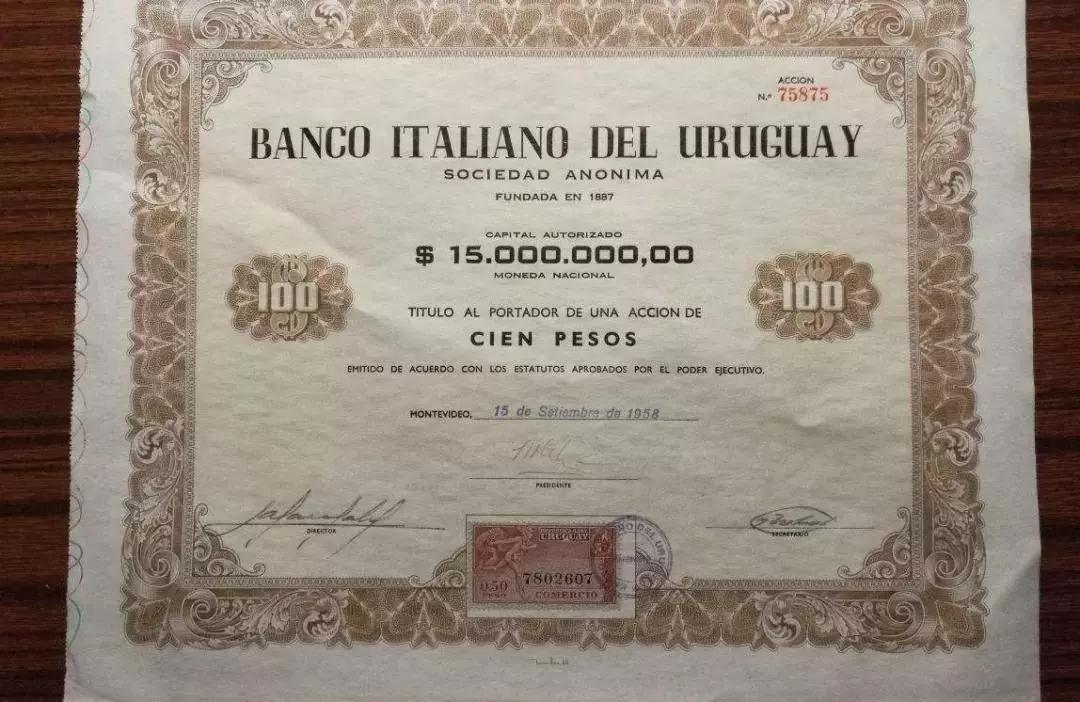 ACCION
N.º 75875
BANCO ITALIANO DEL URUGUAY
SOCIEDAD ANONIMA
FUNDADA EN 1887
CAPITAL AUTORIZADO
$ 15.000.000,00
MONEDA NACIONAL
100 100
TITULO AL PORTADOR DE UNA ACCION DE
CIEN PESOS
EMITIDO DE ACUERDO CON LOS ESTATUTOS APROBADOS POR EL PODER EJECUTIVO.
MONTEVIDEO, 15 de Setiembre de 1958
PRESIDENTE
DIRECTOR
SECRETARIO
URUGUAY
7802607
0.50
PESO
COMERCIO